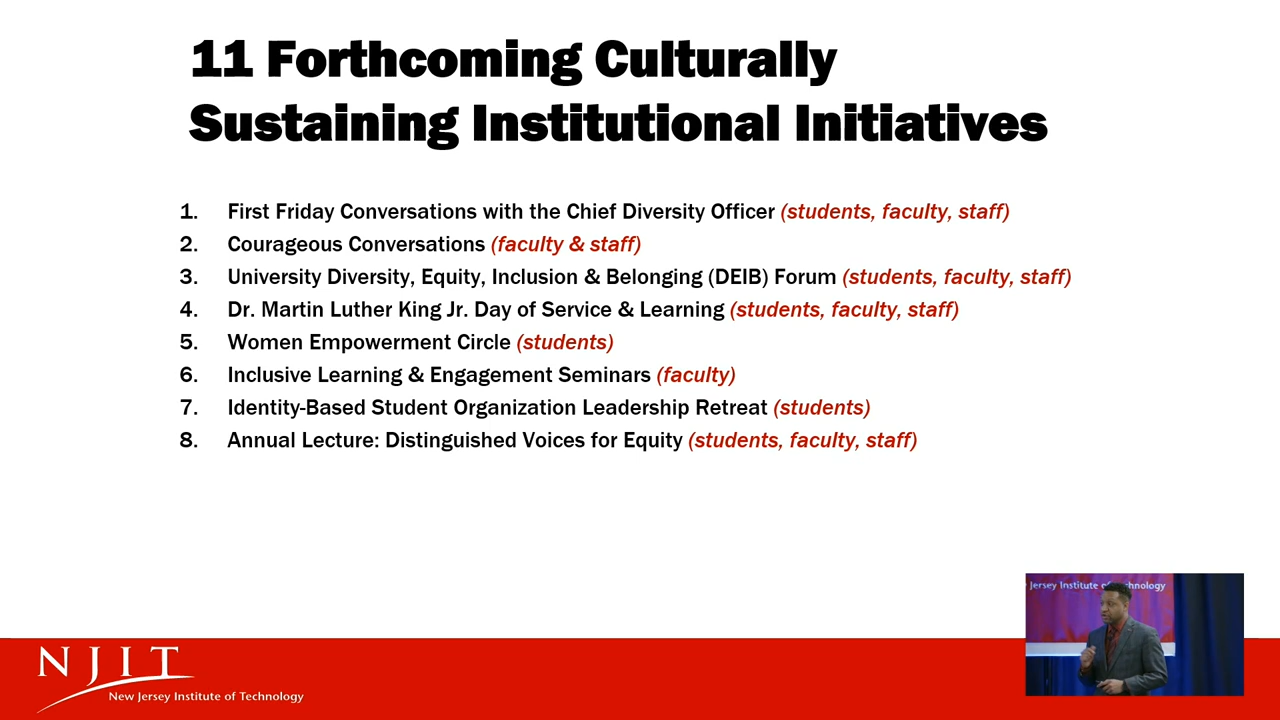 11 Forthcoming Culturally
Sustaining Institutional Initiatives
1. First Friday Conversations with the Chief Diversity Officer (students, faculty, staff)
2. Courageous Conversations (faculty & staff)
3. University Diversity, Equity, Inclusion & Belonging (DEIB) Forum (students, faculty, staff)
4. Dr. Martin Luther King Jr. Day of Service & Learning (students, faculty, staff)
5. Women Empowerment Circle (students)
6. Inclusive Learning & Engagement Seminars (faculty)
7. Identity-Based Student Organization Leadership Retreat (students)
8. Annual Lecture: Distinguished Voices for Equity (students, faculty, staff)
Jersey Institute of
NJIT
New Jersey Institute of Technology